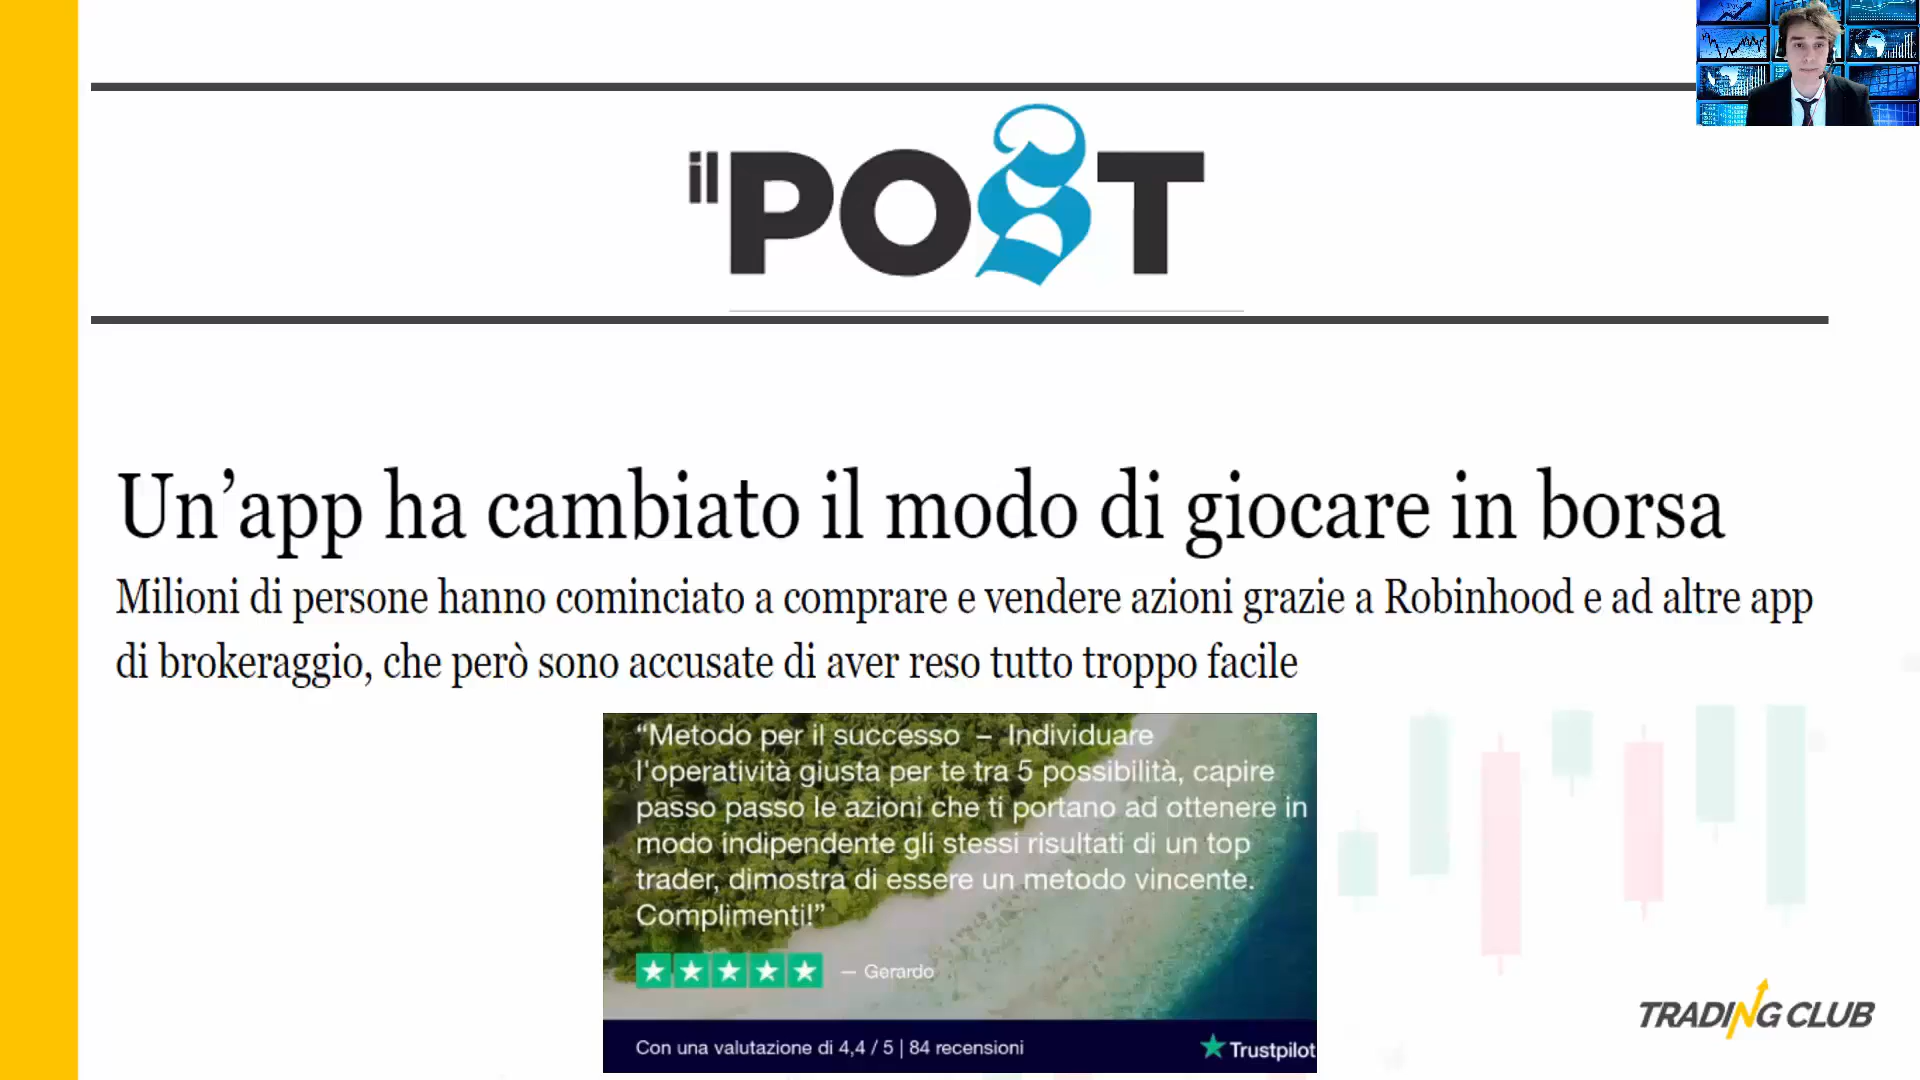 il POST
Un’app ha cambiato il modo di giocare in borsa
Milioni di persone hanno cominciato a comprare e vendere azioni grazie a Robinhood e ad altre app
di brokeraggio, che però sono accusate di aver reso tutto troppo facile
“Metodo per il successo – Individuare
l'operatività giusta per te tra 5 possibilità, capire
passo passo le azioni che ti portano ad ottenere in
modo indipendente gli stessi risultati di un top
trader, dimostra di essere un metodo vincente.
Complimenti!”
— Gerardo
Con una valutazione di 4,4 / 5 | 84 recensioni
Trustpilot
TRADING CLUB